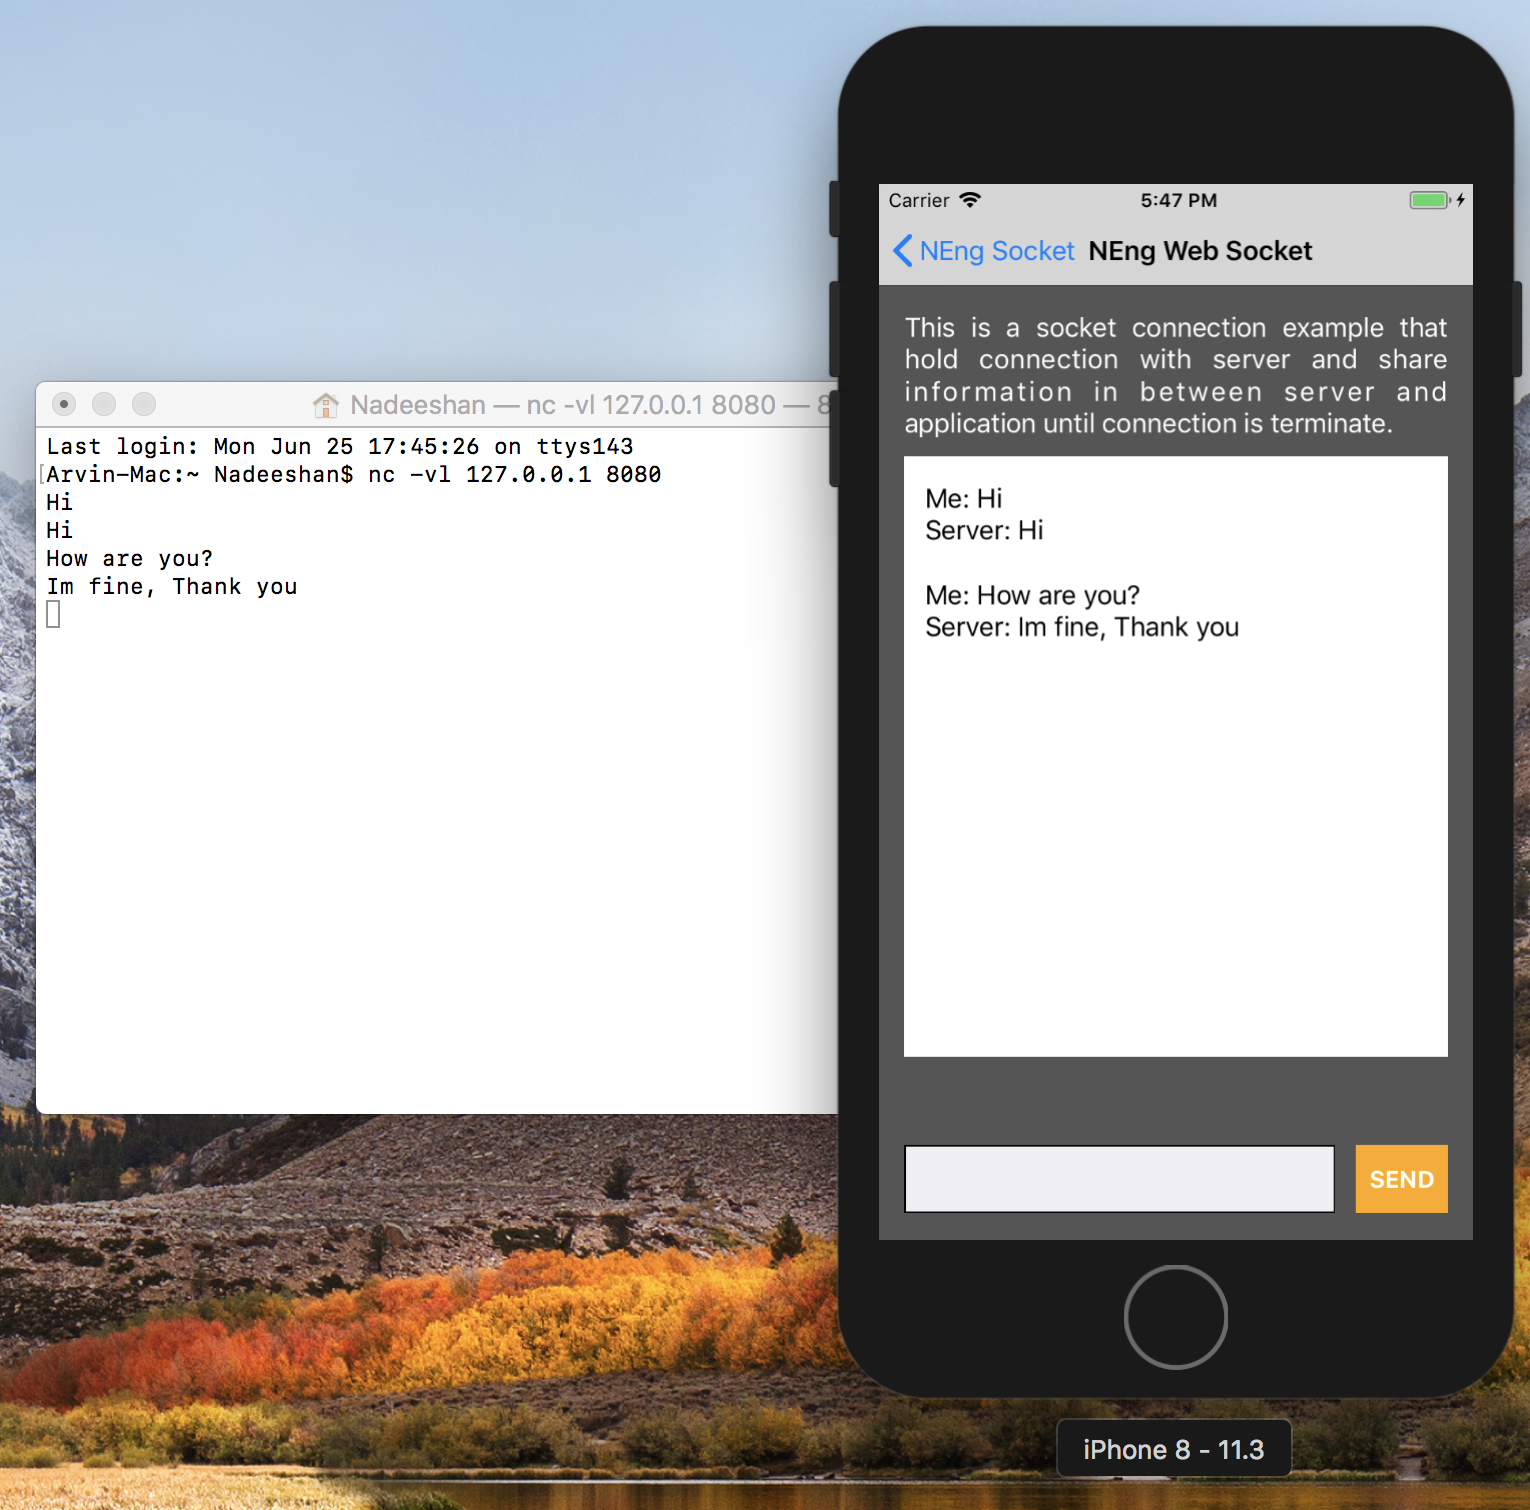 Nadeeshan — nc -vl 127.0.0.1 8080 — 8
Last login: Mon Jun 25 17:45:26 on ttys143
[Arvin-Mac:~ Nadeeshan$ nc -vl 127.0.0.1 8080
Hi
Hi
How are you?
Im fine, Thank you
Carrier 5:47 PM
NEng Socket NEng Web Socket
This is a socket connection example that
hold connection with server and share
information in between server and
application until connection is terminate.
Me: Hi
Server: Hi
Me: How are you?
Server: Im fine, Thank you
SEND
iPhone 8 - 11.3